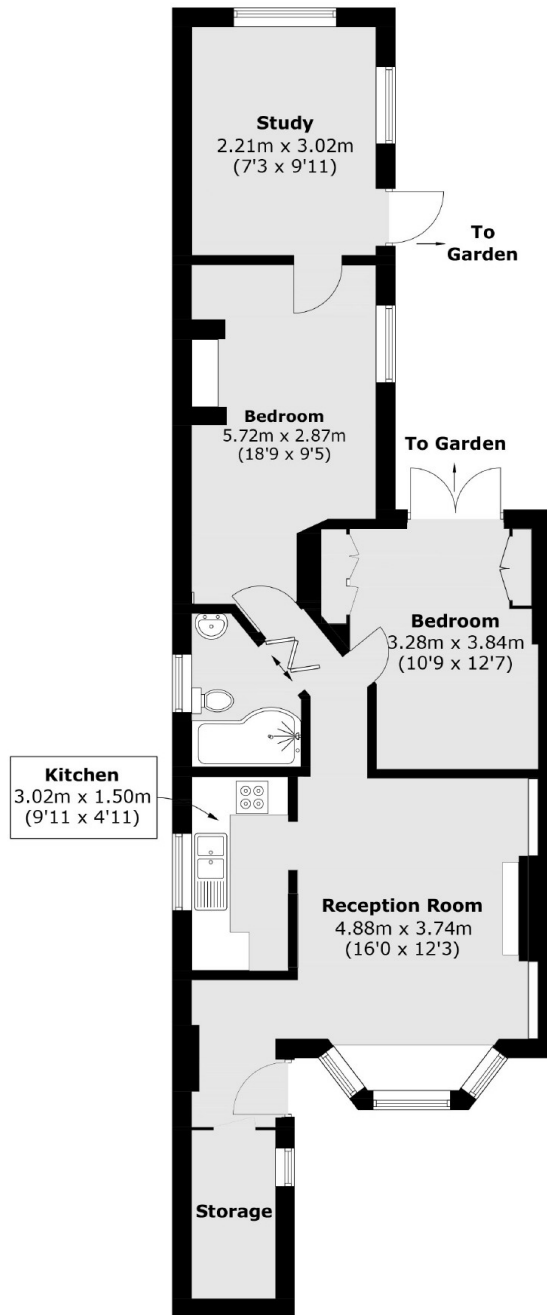 Study
2.21m x 3.02m
(7'3 x 9'11)
To
Garden
Bedroom
5.72m x 2.87m
(18'9 x 9'5)
To Garden
Bedroom
3.28m x 3.84m
(10'9 x 12'7)
Kitchen
3.02m x 1.50m
(9'11 x 4'11)
Reception Room
4.88m x 3.74m
(16'0 x 12'3)
Storage